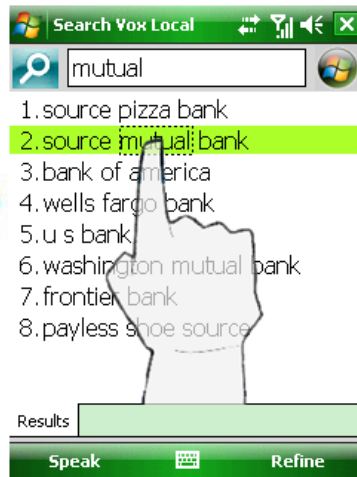 Search Vox Local
mutual
1. source pizza bank
2. source mutual bank
3. bank of america
4. wells fargo bank
5. u s bank
6. washington mutual bank
7. frontier bank
8. payless shoe source
Results
Speak Refine